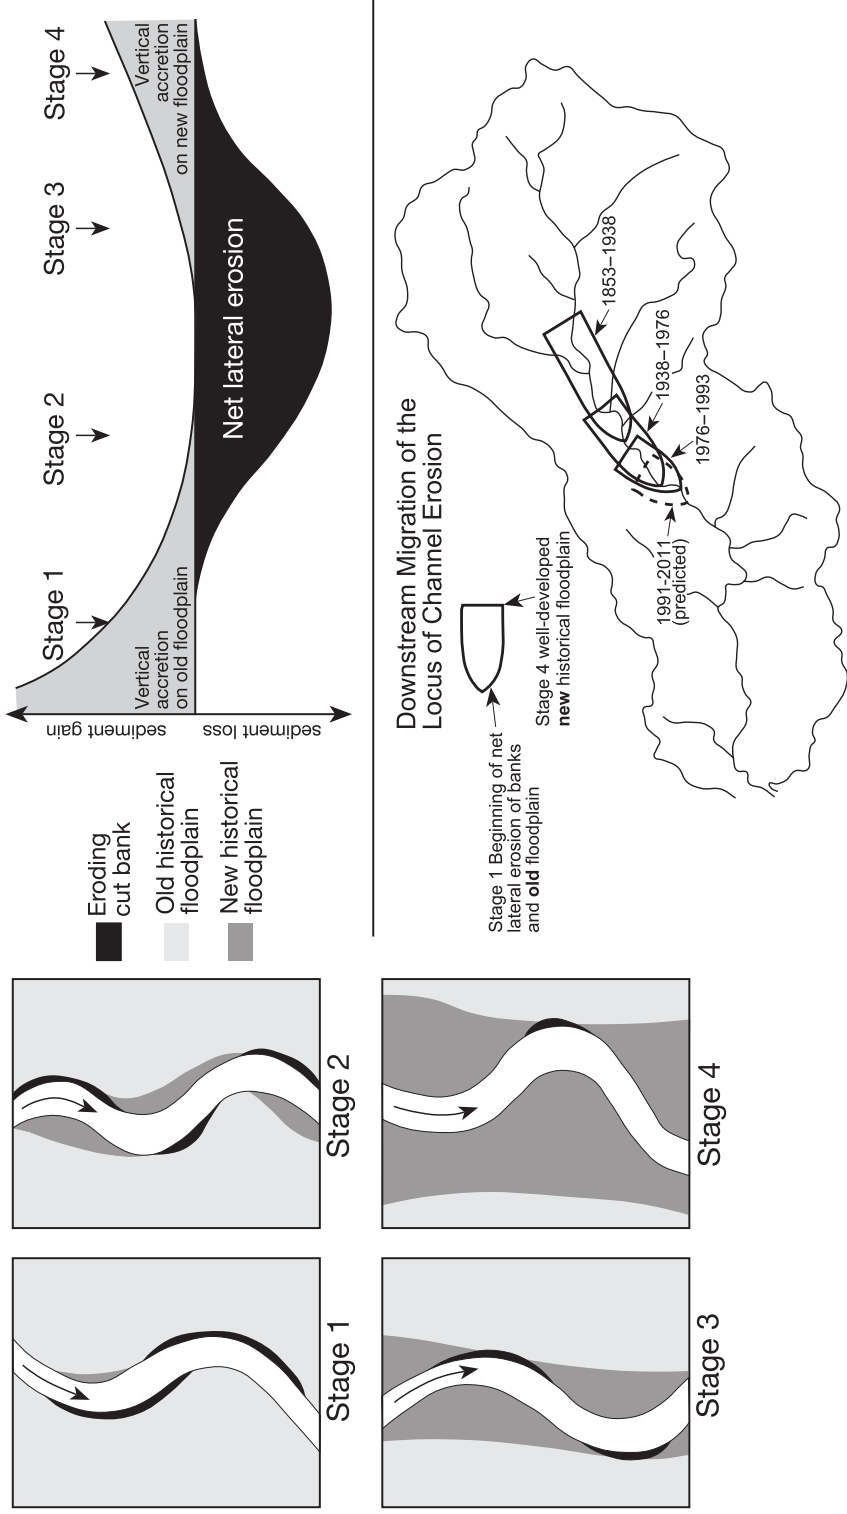 Stage 1
Stage 2
Stage 3
Stage 4
Eroding
cut bank
Old historical
floodplain
New historical
floodplain
sediment gain
sediment loss
Stage 1
Stage 2
Stage 3
Stage 4
Vertical
accretion
on old floodplain
Net lateral erosion
Vertical
accretion
on new floodplain
Downstream Migration of the
Locus of Channel Erosion
Stage 1 Beginning of net
lateral erosion of banks
and old floodplain
Stage 4 well-developed
new historical floodplain
1991-2011
(predicted)
1976–1993
1938–1976
1853–1938